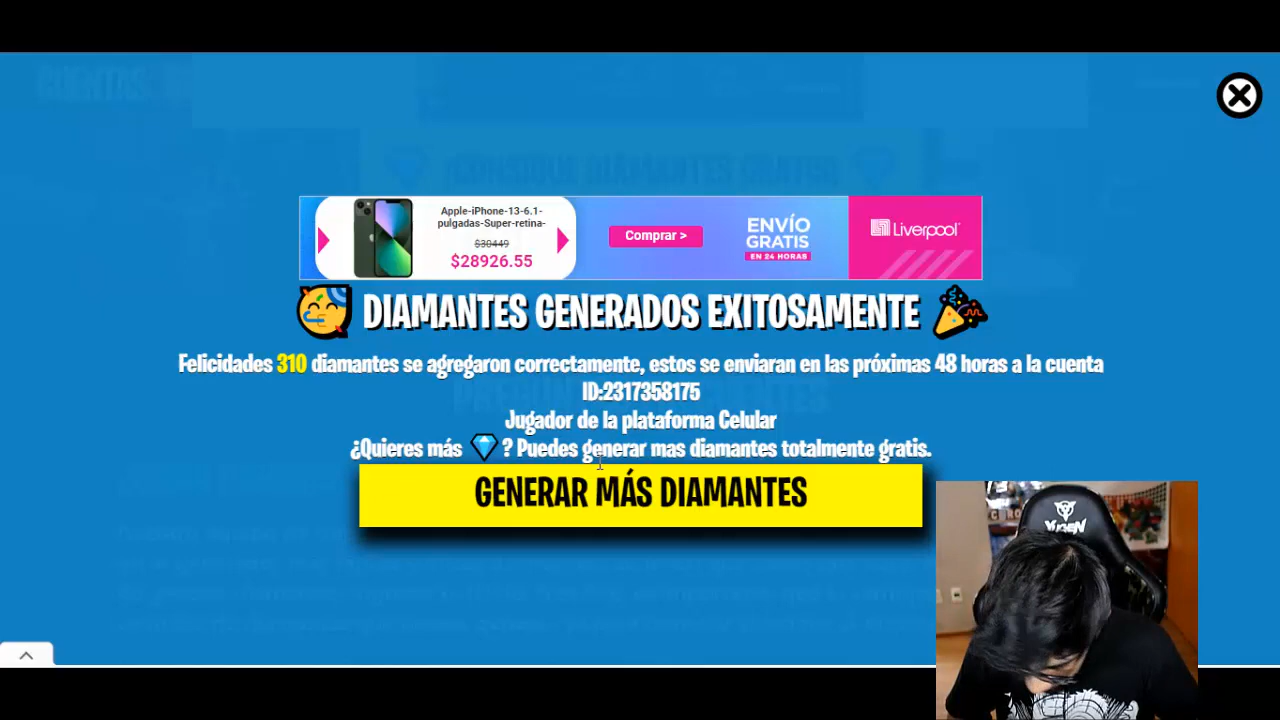 Apple-iPhone-13-6.1-
pulgadas-Super-retina-
$30449
$28926.55
Comprar >
ENVÍO
GRATIS
EN 24 HORAS
Liverpool
DIAMANTES GENERADOS EXITOSAMENTE
Felicidades 310 diamantes se agregaron correctamente, estos se enviaran en las próximas 48 horas a la cuenta
ID:2317358175
Jugador de la plataforma Celular
¿Quieres más ? Puedes generar mas diamantes totalmente gratis.
GENERAR MÁS DIAMANTES
YUGEN